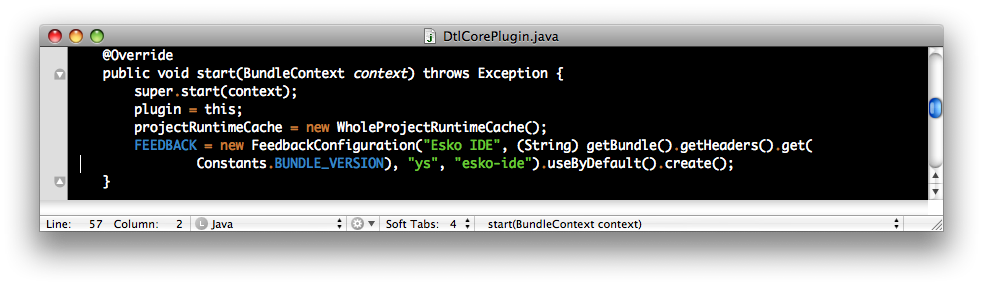 DtlCorePlugin.java
@Override
public void start(BundleContext context) throws Exception {
super.start(context);
plugin = this;
projectRuntimeCache = new WholeProjectRuntimeCache();
FEEDBACK = new FeedbackConfiguration("Esko IDE", (String) getBundle().getHeaders().get(
Constants.BUNDLE_VERSION), "ys", "esko-ide").useByDefault().create();
}
Line: 57 Column: 2 L Java Soft Tabs: 4 start(BundleContext context)